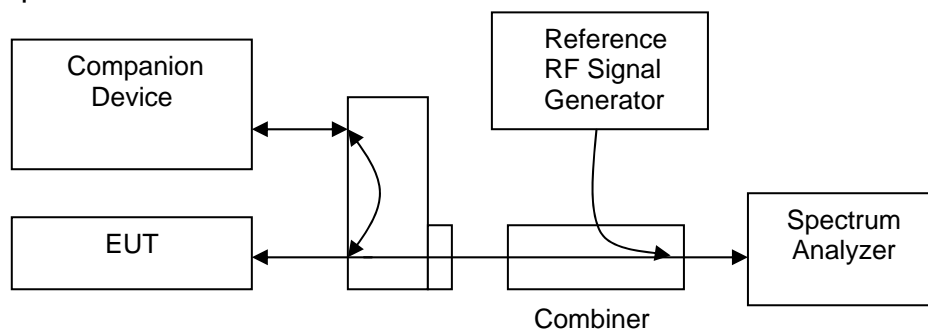 Companion
Device
Reference
RF Signal
Generator
EUT
Spectrum
Analyzer
Combiner